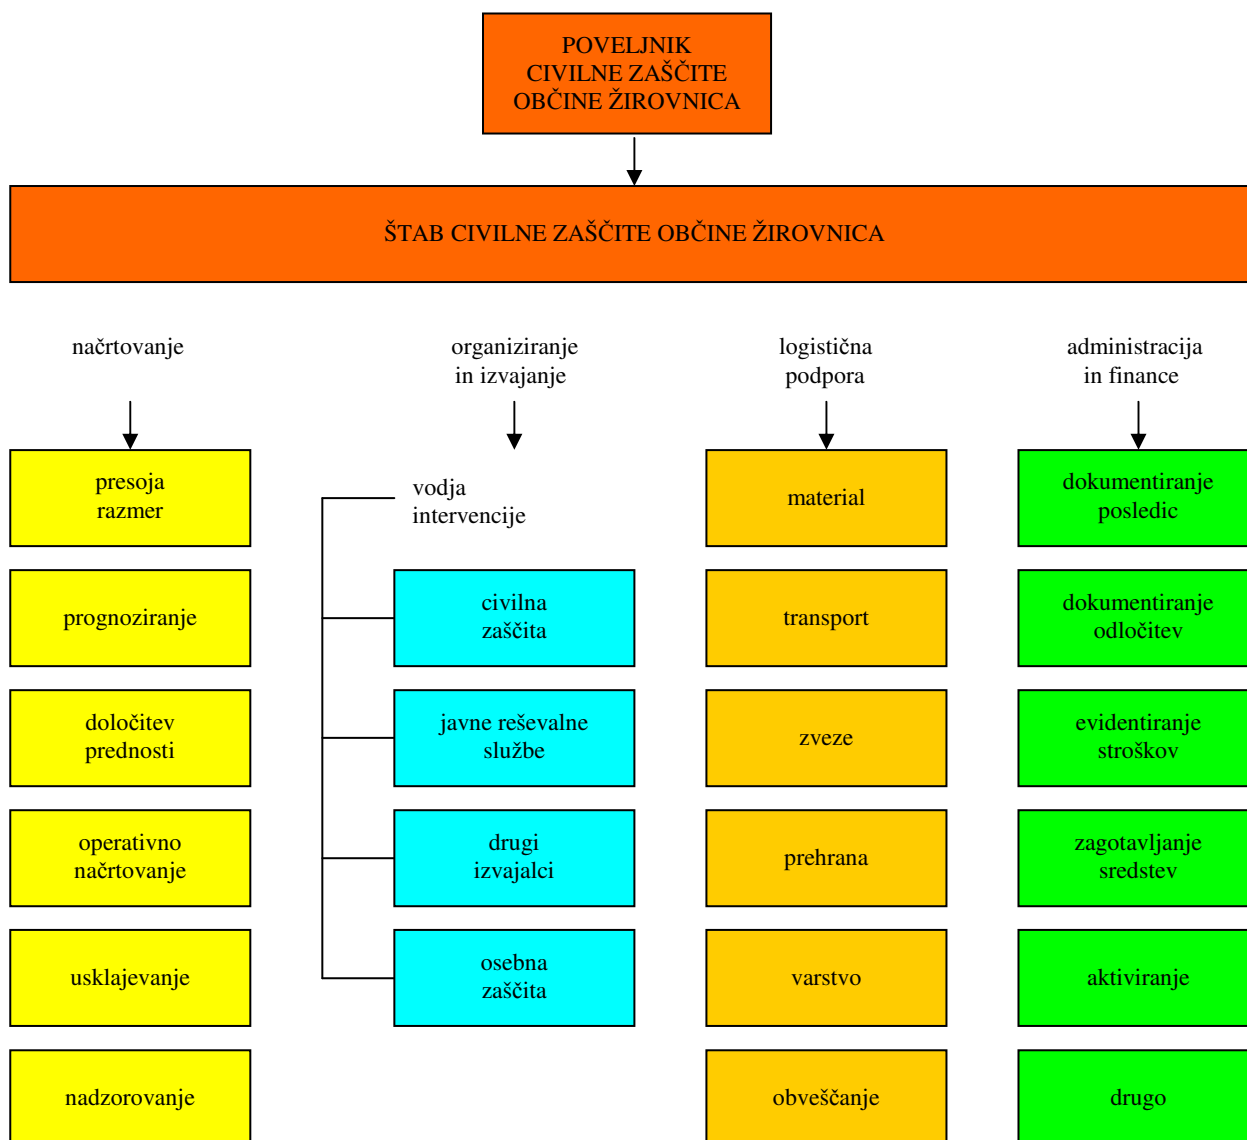 POVELJNIK
CIVILNE ZAŠČITE
OBČINE ŽIROVNICA
ŠTAB CIVILNE ZAŠČITE OBČINE ŽIROVNICA
načrtovanje
presoja
razmer
prognoziranje
določitev
prednosti
operativno
načrtovanje
usklajevanje
nadzorovanje
organiziranje
in izvajanje
vodja
intervencije
civilna
zaščita
javne reševalne
službe
drugi
izvajalci
osebna
zaščita
logistična
podpora
material
transport
zveze
prehrana
varstvo
obveščanje
administracija
in finance
dokumentiranje
posledic
dokumentiranje
odločitev
evidentiranje
stroškov
zagotavljanje
sredstev
aktiviranje
drugo